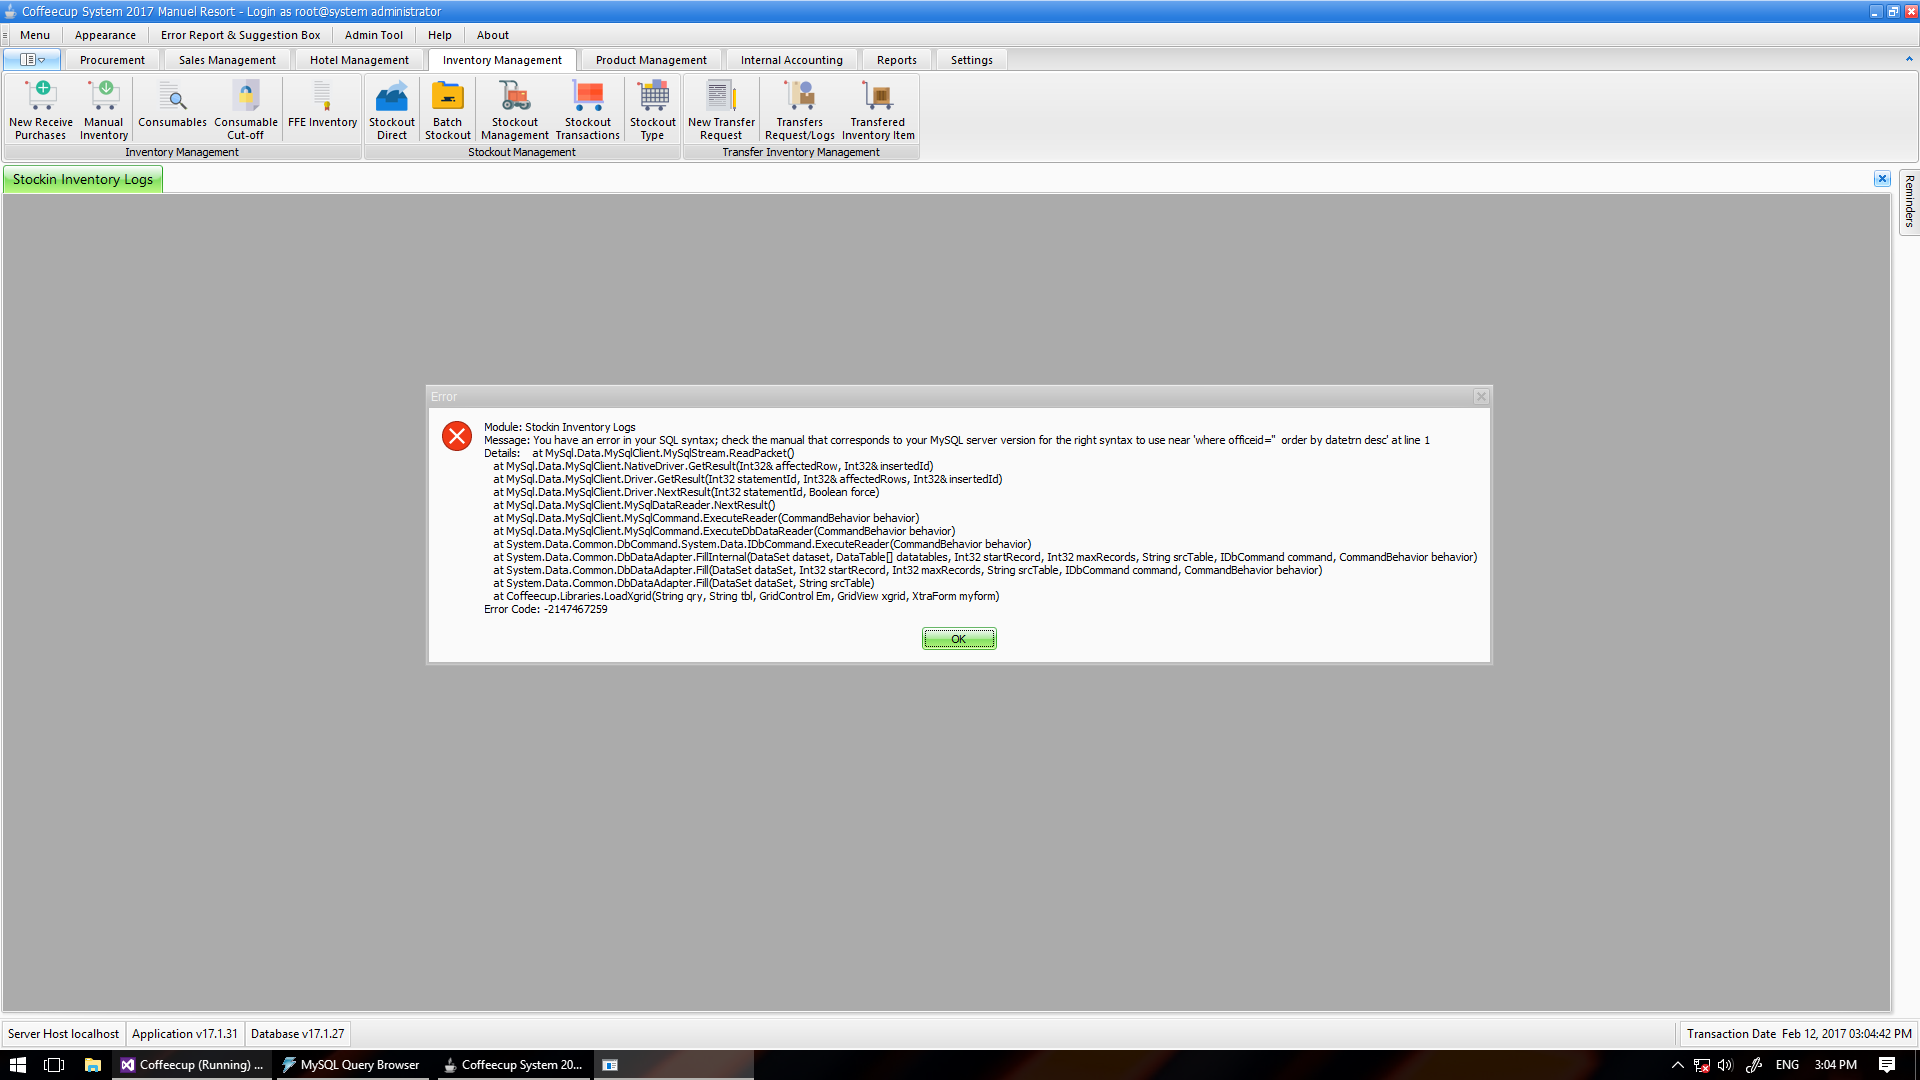 Coffeecup System 2017 Manuel Resort - Login as root@system administrator
Menu Appearance Error Report & Suggestion Box Admin Tool Help About
Procurement Sales Management Hotel Management Inventory Management Product Management Internal Accounting Reports Settings
New Receive Purchases
Manual Inventory
Consumables
Consumable Cut-off
FFE Inventory
Inventory Management
Stockout Direct
Batch Stockout
Stockout Management
Stockout Transactions
Stockout Type
Stockout Management
New Transfer Request
Transfers Request/Logs
Transfered Inventory Item
Transfer Inventory Management
Stockin Inventory Logs
Reminders
Error
Module: Stockin Inventory Logs
Message: You have an error in your SQL syntax; check the manual that corresponds to your MySQL server version for the right syntax to use near 'where officeid=''  order by datetrn desc' at line 1
Details:    at MySql.Data.MySqlClient.MySqlStream.ReadPacket()
at MySql.Data.MySqlClient.NativeDriver.GetResult(Int32& affectedRow, Int32& insertedId)
at MySql.Data.MySqlClient.Driver.GetResult(Int32 statementId, Int32& affectedRows, Int32& insertedId)
at MySql.Data.MySqlClient.Driver.NextResult(Int32 statementId, Boolean force)
at MySql.Data.MySqlClient.MySqlDataReader.NextResult()
at MySql.Data.MySqlClient.MySqlCommand.ExecuteReader(CommandBehavior behavior)
at MySql.Data.MySqlClient.MySqlCommand.ExecuteDbDataReader(CommandBehavior behavior)
at System.Data.Common.DbCommand.System.Data.IDbCommand.ExecuteReader(CommandBehavior behavior)
at System.Data.Common.DbDataAdapter.FillInternal(DataSet dataset, DataTable[] datatables, Int32 startRecord, Int32 maxRecords, String srcTable, IDbCommand command, CommandBehavior behavior)
at System.Data.Common.DbDataAdapter.Fill(DataSet dataSet, Int32 startRecord, Int32 maxRecords, String srcTable, IDbCommand command, CommandBehavior behavior)
at System.Data.Common.DbDataAdapter.Fill(DataSet dataSet, String srcTable)
at Coffeecup.Libraries.LoadXgrid(String qry, String tbl, GridControl Em, GridView xgrid, XtraForm myform)
Error Code: -2147467259
OK
Server Host localhost Application v17.1.31 Database v17.1.27 Transaction Date  Feb 12, 2017 03:04:42 PM
Coffeecup (Running) ... MySQL Query Browser Coffeecup System 20... ENG 3:04 PM